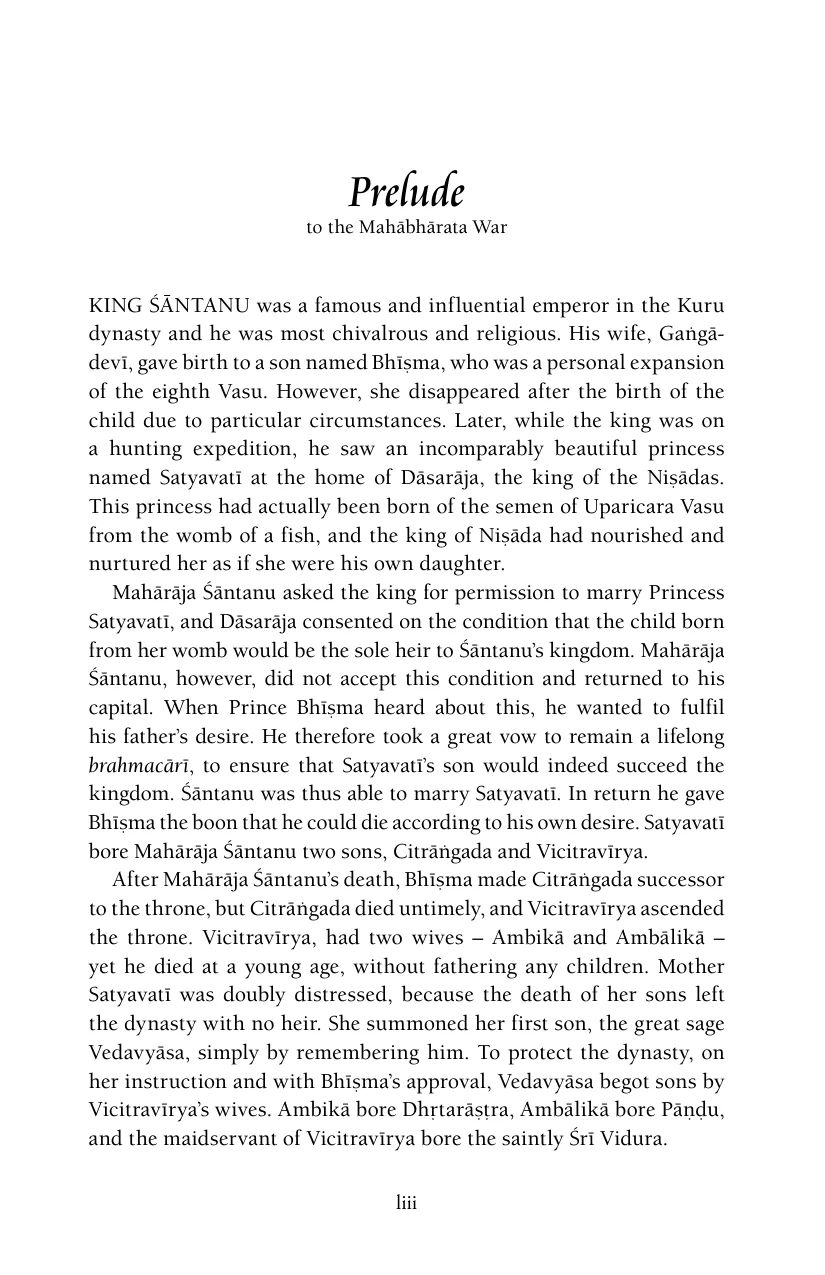 Prelude
to the Mahābhārata War
KING ŚĀNTANU was a famous and influential emperor in the Kuru
dynasty and he was most chivalrous and religious. His wife, Gaṅgā-
devī, gave birth to a son named Bhīṣma, who was a personal expansion
of the eighth Vasu. However, she disappeared after the birth of the
child due to particular circumstances. Later, while the king was on
a hunting expedition, he saw an incomparably beautiful princess
named Satyavatī at the home of Dāsarāja, the king of the Niṣādas.
This princess had actually been born of the semen of Uparicara Vasu
from the womb of a fish, and the king of Niṣāda had nourished and
nurtured her as if she were his own daughter.
Mahārāja Śāntanu asked the king for permission to marry Princess
Satyavatī, and Dāsarāja consented on the condition that the child born
from her womb would be the sole heir to Śāntanu’s kingdom. Mahārāja
Śāntanu, however, did not accept this condition and returned to his
capital. When Prince Bhīṣma heard about this, he wanted to fulfil
his father’s desire. He therefore took a great vow to remain a lifelong
brahmacārī, to ensure that Satyavatī’s son would indeed succeed the
kingdom. Śāntanu was thus able to marry Satyavatī. In return he gave
Bhīṣma the boon that he could die according to his own desire. Satyavatī
bore Mahārāja Śāntanu two sons, Citrāṅgada and Vicitravīrya.
After Mahārāja Śāntanu’s death, Bhīṣma made Citrāṅgada successor
to the throne, but Citrāṅgada died untimely, and Vicitravīrya ascended
the throne. Vicitravīrya, had two wives – Ambikā and Ambālikā –
yet he died at a young age, without fathering any children. Mother
Satyavatī was doubly distressed, because the death of her sons left
the dynasty with no heir. She summoned her first son, the great sage
Vedavyāsa, simply by remembering him. To protect the dynasty, on
her instruction and with Bhīṣma’s approval, Vedavyāsa begot sons by
Vicitravīrya’s wives. Ambikā bore Dhṛtarāṣṭra, Ambālikā bore Pāṇḍu,
and the maidservant of Vicitravīrya bore the saintly Śrī Vidura.
liii